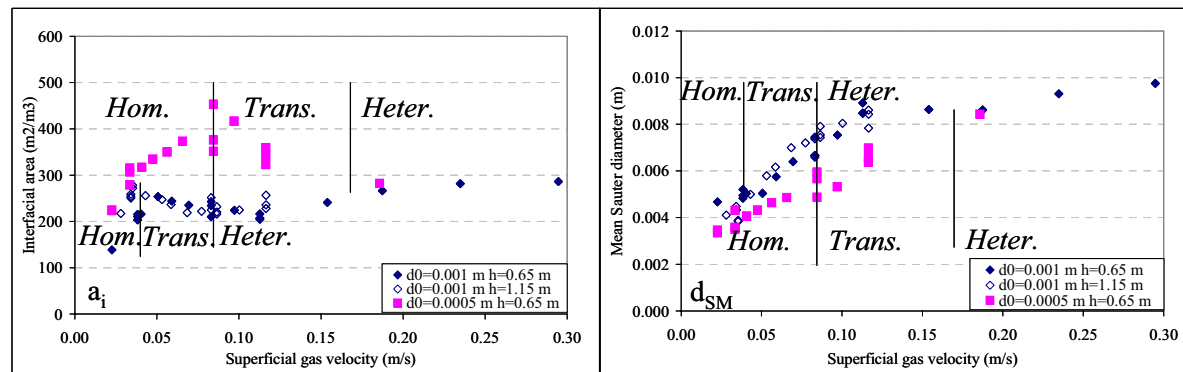 600
500
400
300
200
100
0
Interfacial area (m2/m3)
Hom. Trans. Heter.
Hom. Trans. Heter.
a_i
d0=0.001 m h=0.65 m
d0=0.001 m h=1.15 m
d0=0.0005 m h=0.65 m
0.00 0.05 0.10 0.15 0.20 0.25 0.30
Superficial gas velocity (m/s)
0.012
0.010
0.008
0.006
0.004
0.002
0.000
Mean Sauter diameter (m)
Hom. Trans. Heter.
Hom. Trans. Heter.
d_SM
d0=0.001 m h=0.65 m
d0=0.001 m h=1.15 m
d0=0.0005 m h=0.65 m
0.00 0.05 0.10 0.15 0.20 0.25 0.30
Superficial gas velocity (m/s)